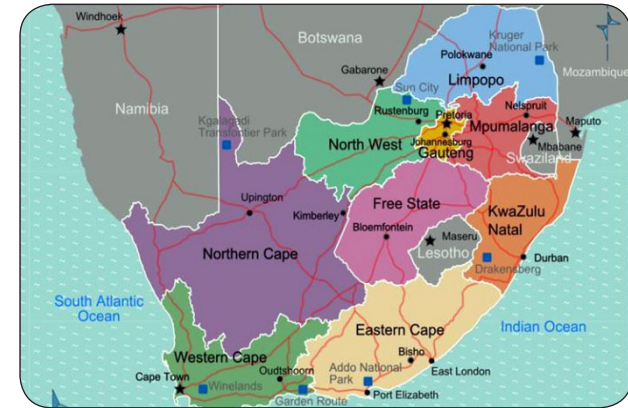 Windhoek
Botswana
Kruger
National Park
Polokwane
Limpopo
Mozambique
Gabarone
Sun City
Namibia
Kgalagadi
Transfontier Park
Rustenburg
Pretoria
Nelspruit
Mpumalanga
Maputo
North West
Johannesburg
Gauteng
Mbabane
Swaziland
Upington
Kimberley
Free State
KwaZulu
Natal
Bloemfontein
Maseru
Lesotho
Northern Cape
Drakensberg
Durban
South Atlantic
Ocean
Indian Ocean
Eastern Cape
Western Cape
Bisho
East London
Cape Town
Winelands
Oudtshoorn
Garden Route
Addo National
Park
Port Elizabeth